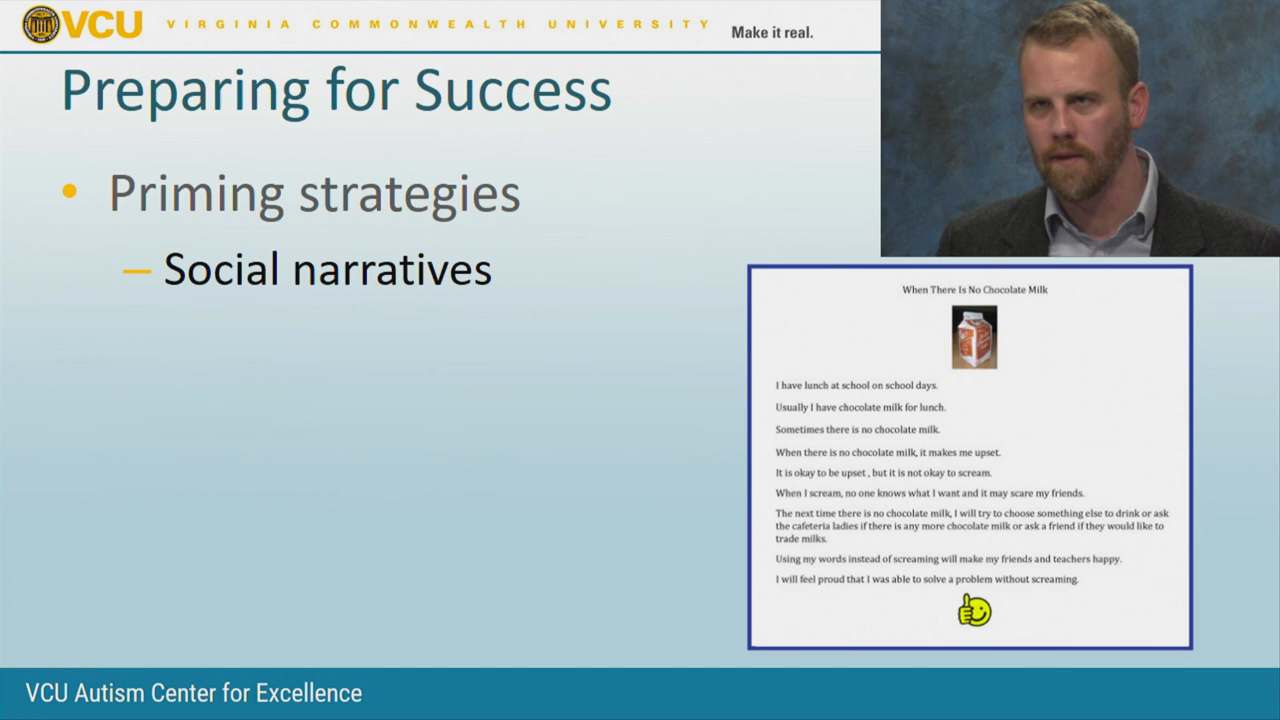 VCU VIRGINIA COMMONWEALTH UNIVERSITY Make it real.
Preparing for Success
• Priming strategies
– Social narratives
When There Is No Chocolate Milk
I have lunch at school on school days.
Usually I have chocolate milk for lunch.
Sometimes there is no chocolate milk.
When there is no chocolate milk, it makes me upset.
It is okay to be upset , but it is not okay to scream.
When I scream, no one knows what I want and it may scare my friends.
The next time there is no chocolate milk, I will try to choose something else to drink or ask
the cafeteria ladies if there is any more chocolate milk or ask a friend if they would like to
trade milks.
Using my words instead of screaming will make my friends and teachers happy.
I will feel proud that I was able to solve a problem without screaming.
VCU Autism Center for Excellence